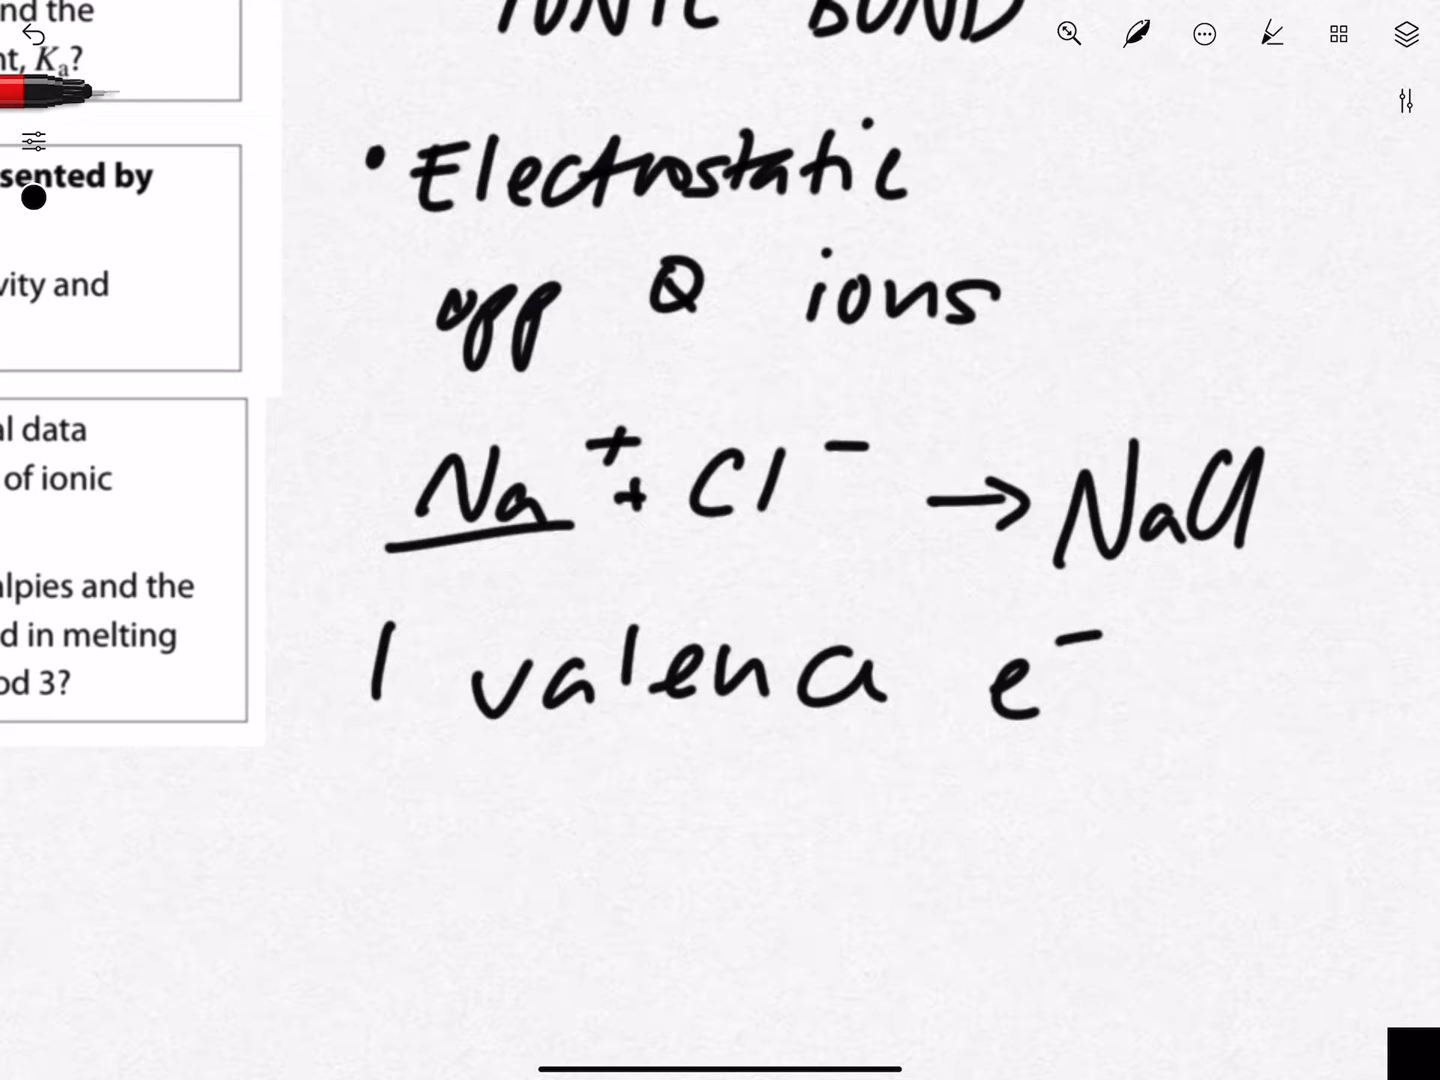 nd the
nt, Kₐ?
sented by
vity and
al data
of ionic
alpies and the
d in melting
od 3?
IONIC BOND
• Electrostatic
opp Q ions
Na⁺ + Cl⁻ → NaCl
1 valence e⁻